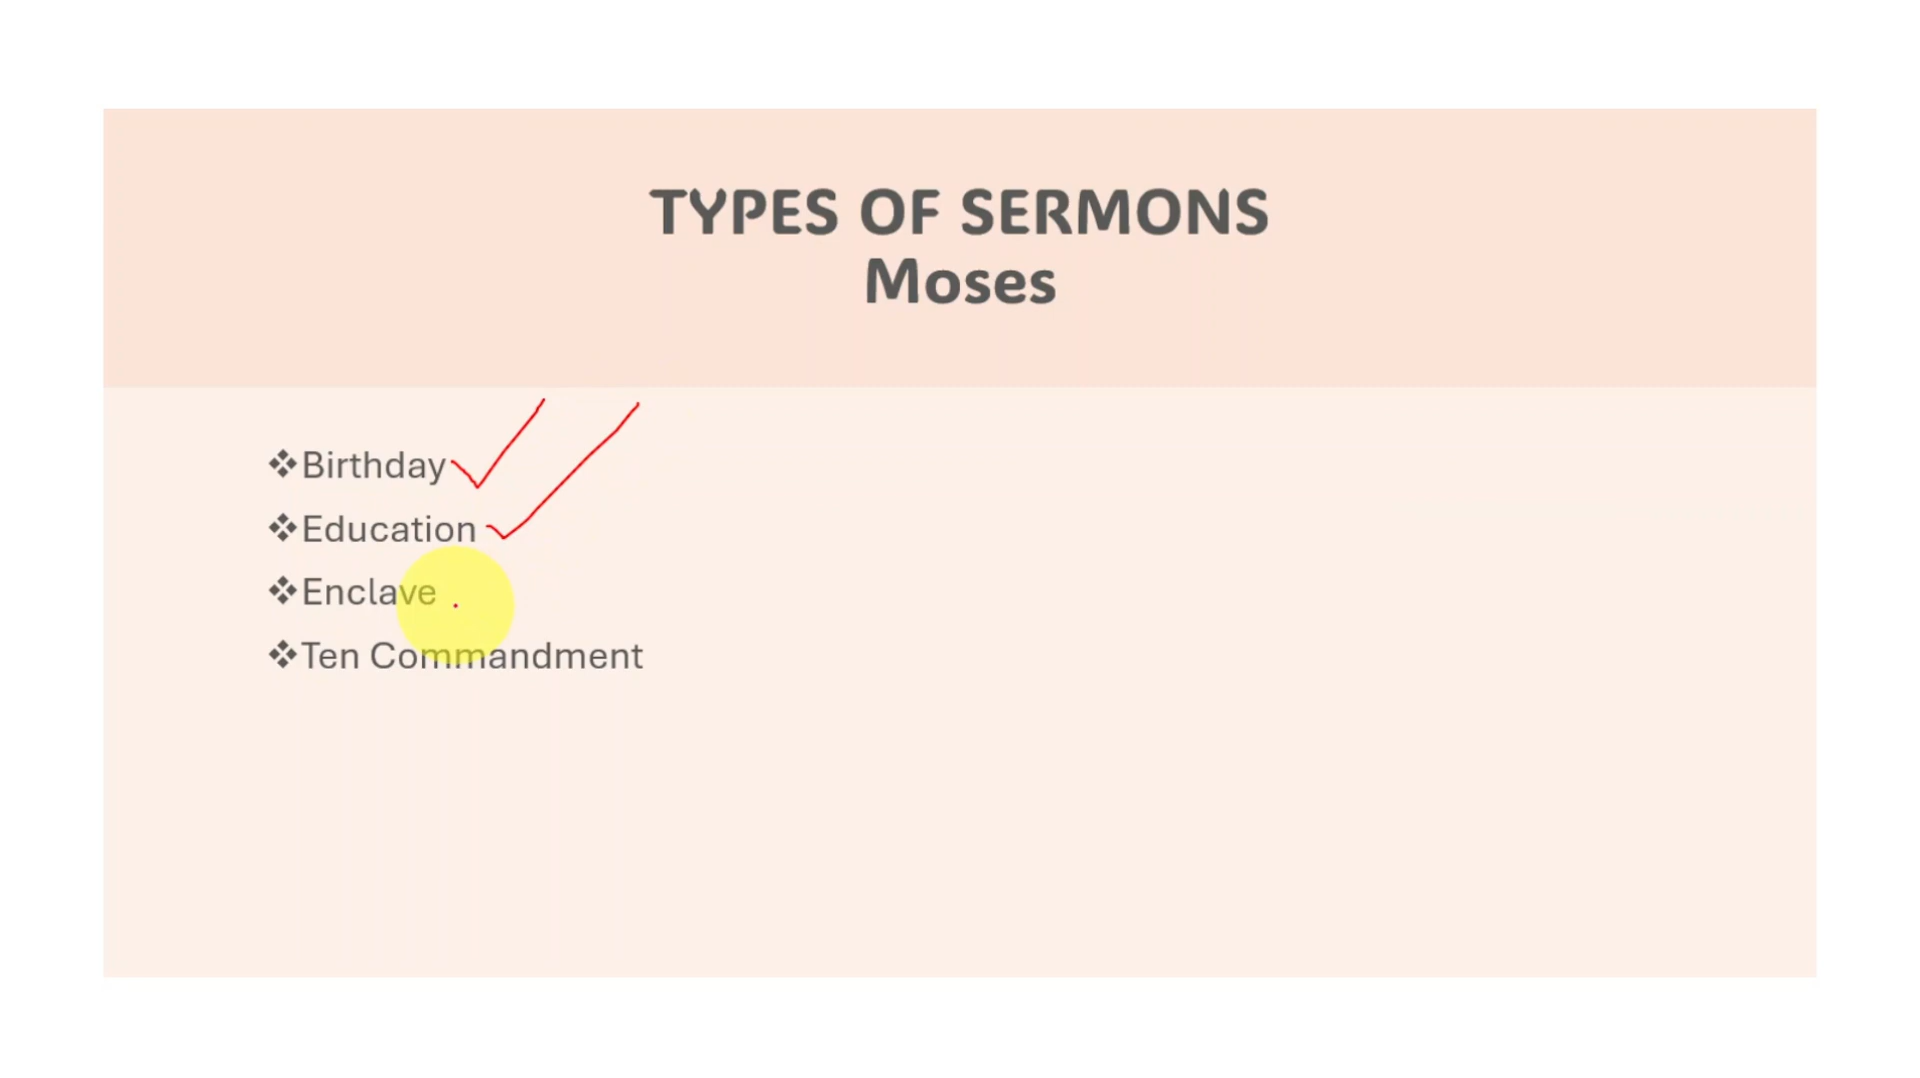 TYPES OF SERMONS
Moses
❖Birthday
❖Education
❖Enclave
❖Ten Commandment